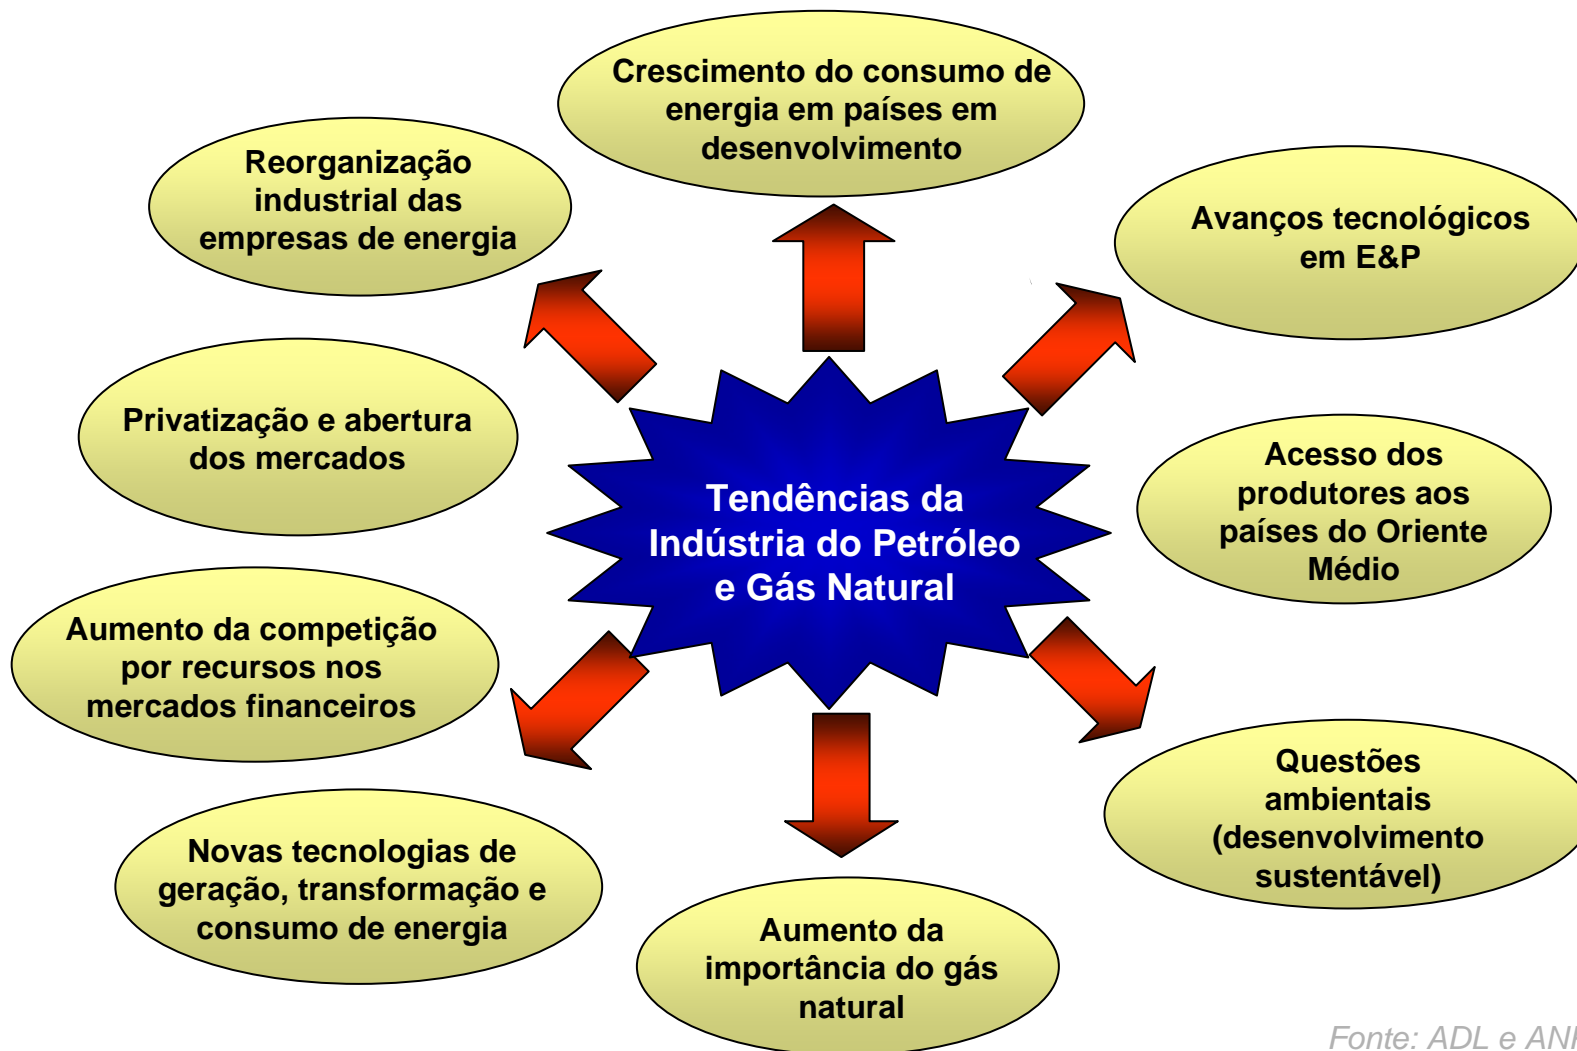 Crescimento do consumo de
energia em países em
desenvolvimento
Reorganização
industrial das
empresas de energia
Avanços tecnológicos
em E&P
Privatização e abertura
dos mercados
Acesso dos
produtores aos
países do Oriente
Médio
Tendências da
Indústria do Petróleo
e Gás Natural
Aumento da competição
por recursos nos
mercados financeiros
Questões
ambientais
(desenvolvimento
sustentável)
Novas tecnologias de
geração, transformação e
consumo de energia
Aumento da
importância do gás
natural
Fonte: ADL e